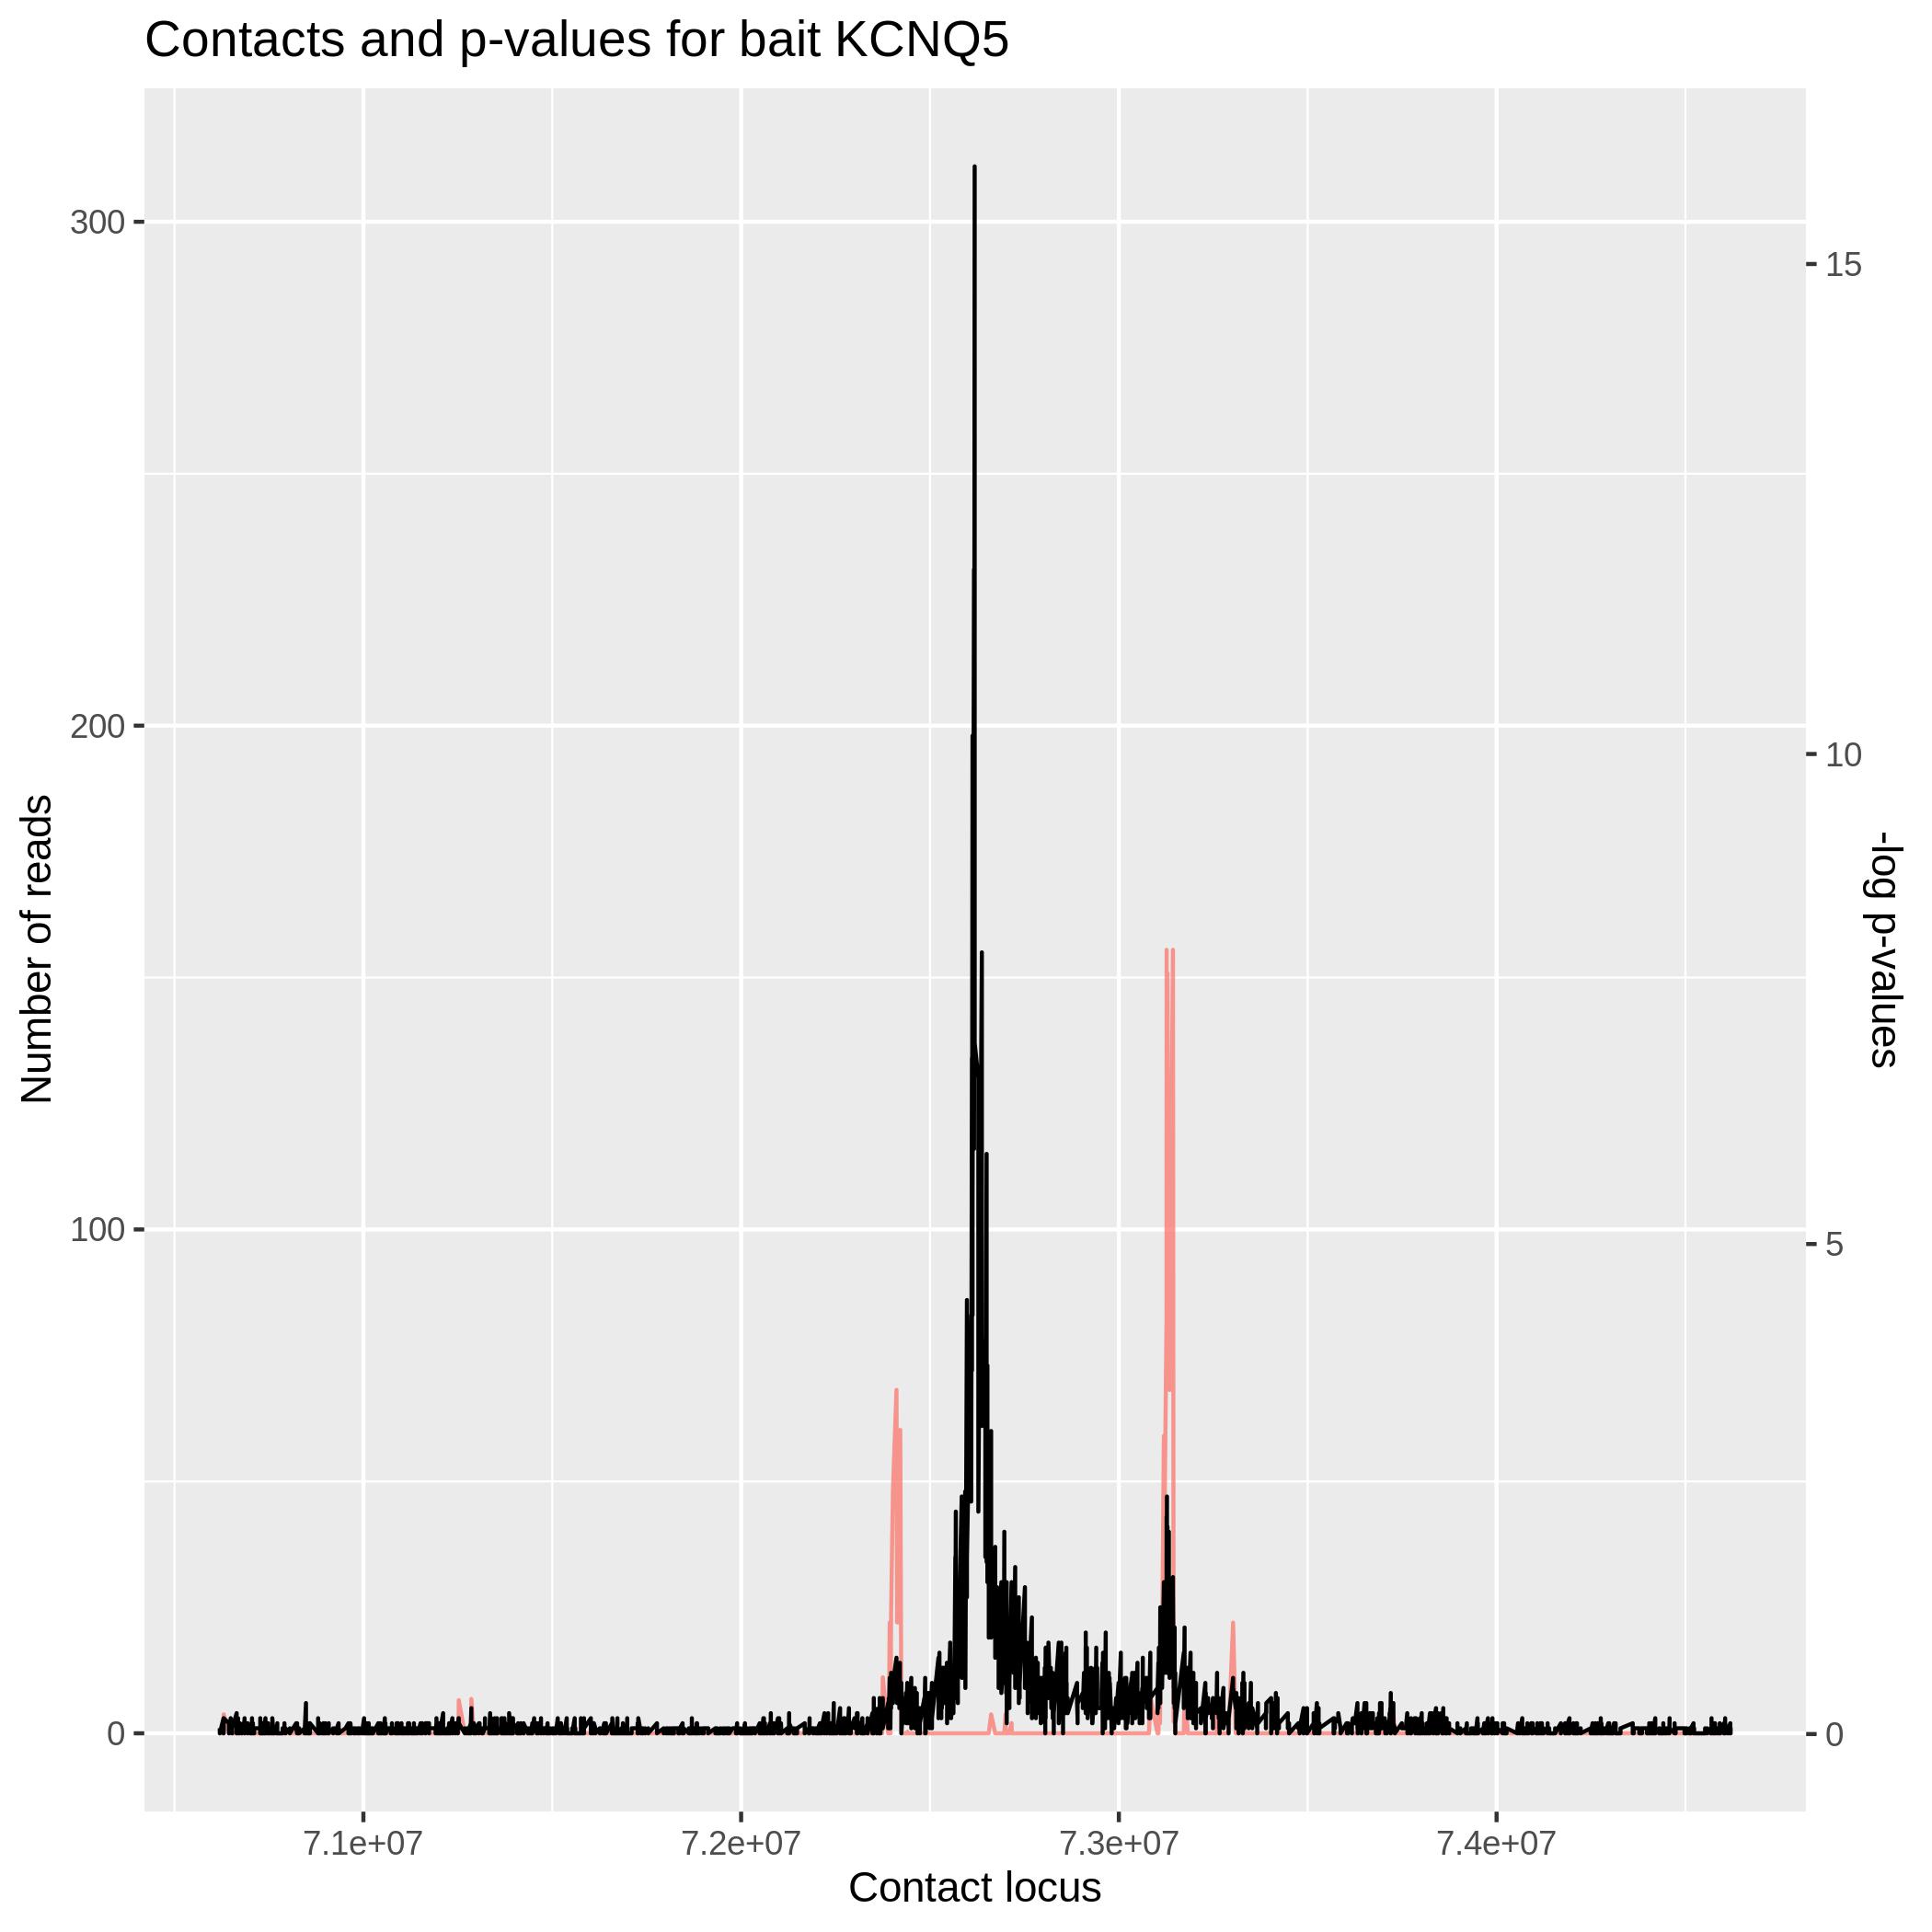 Contacts and p-values for bait KCNQ5
Number of reads
300
200
100
0
15
10
5
0
-log p-values
7.1e+07
7.2e+07
7.3e+07
7.4e+07
Contact locus